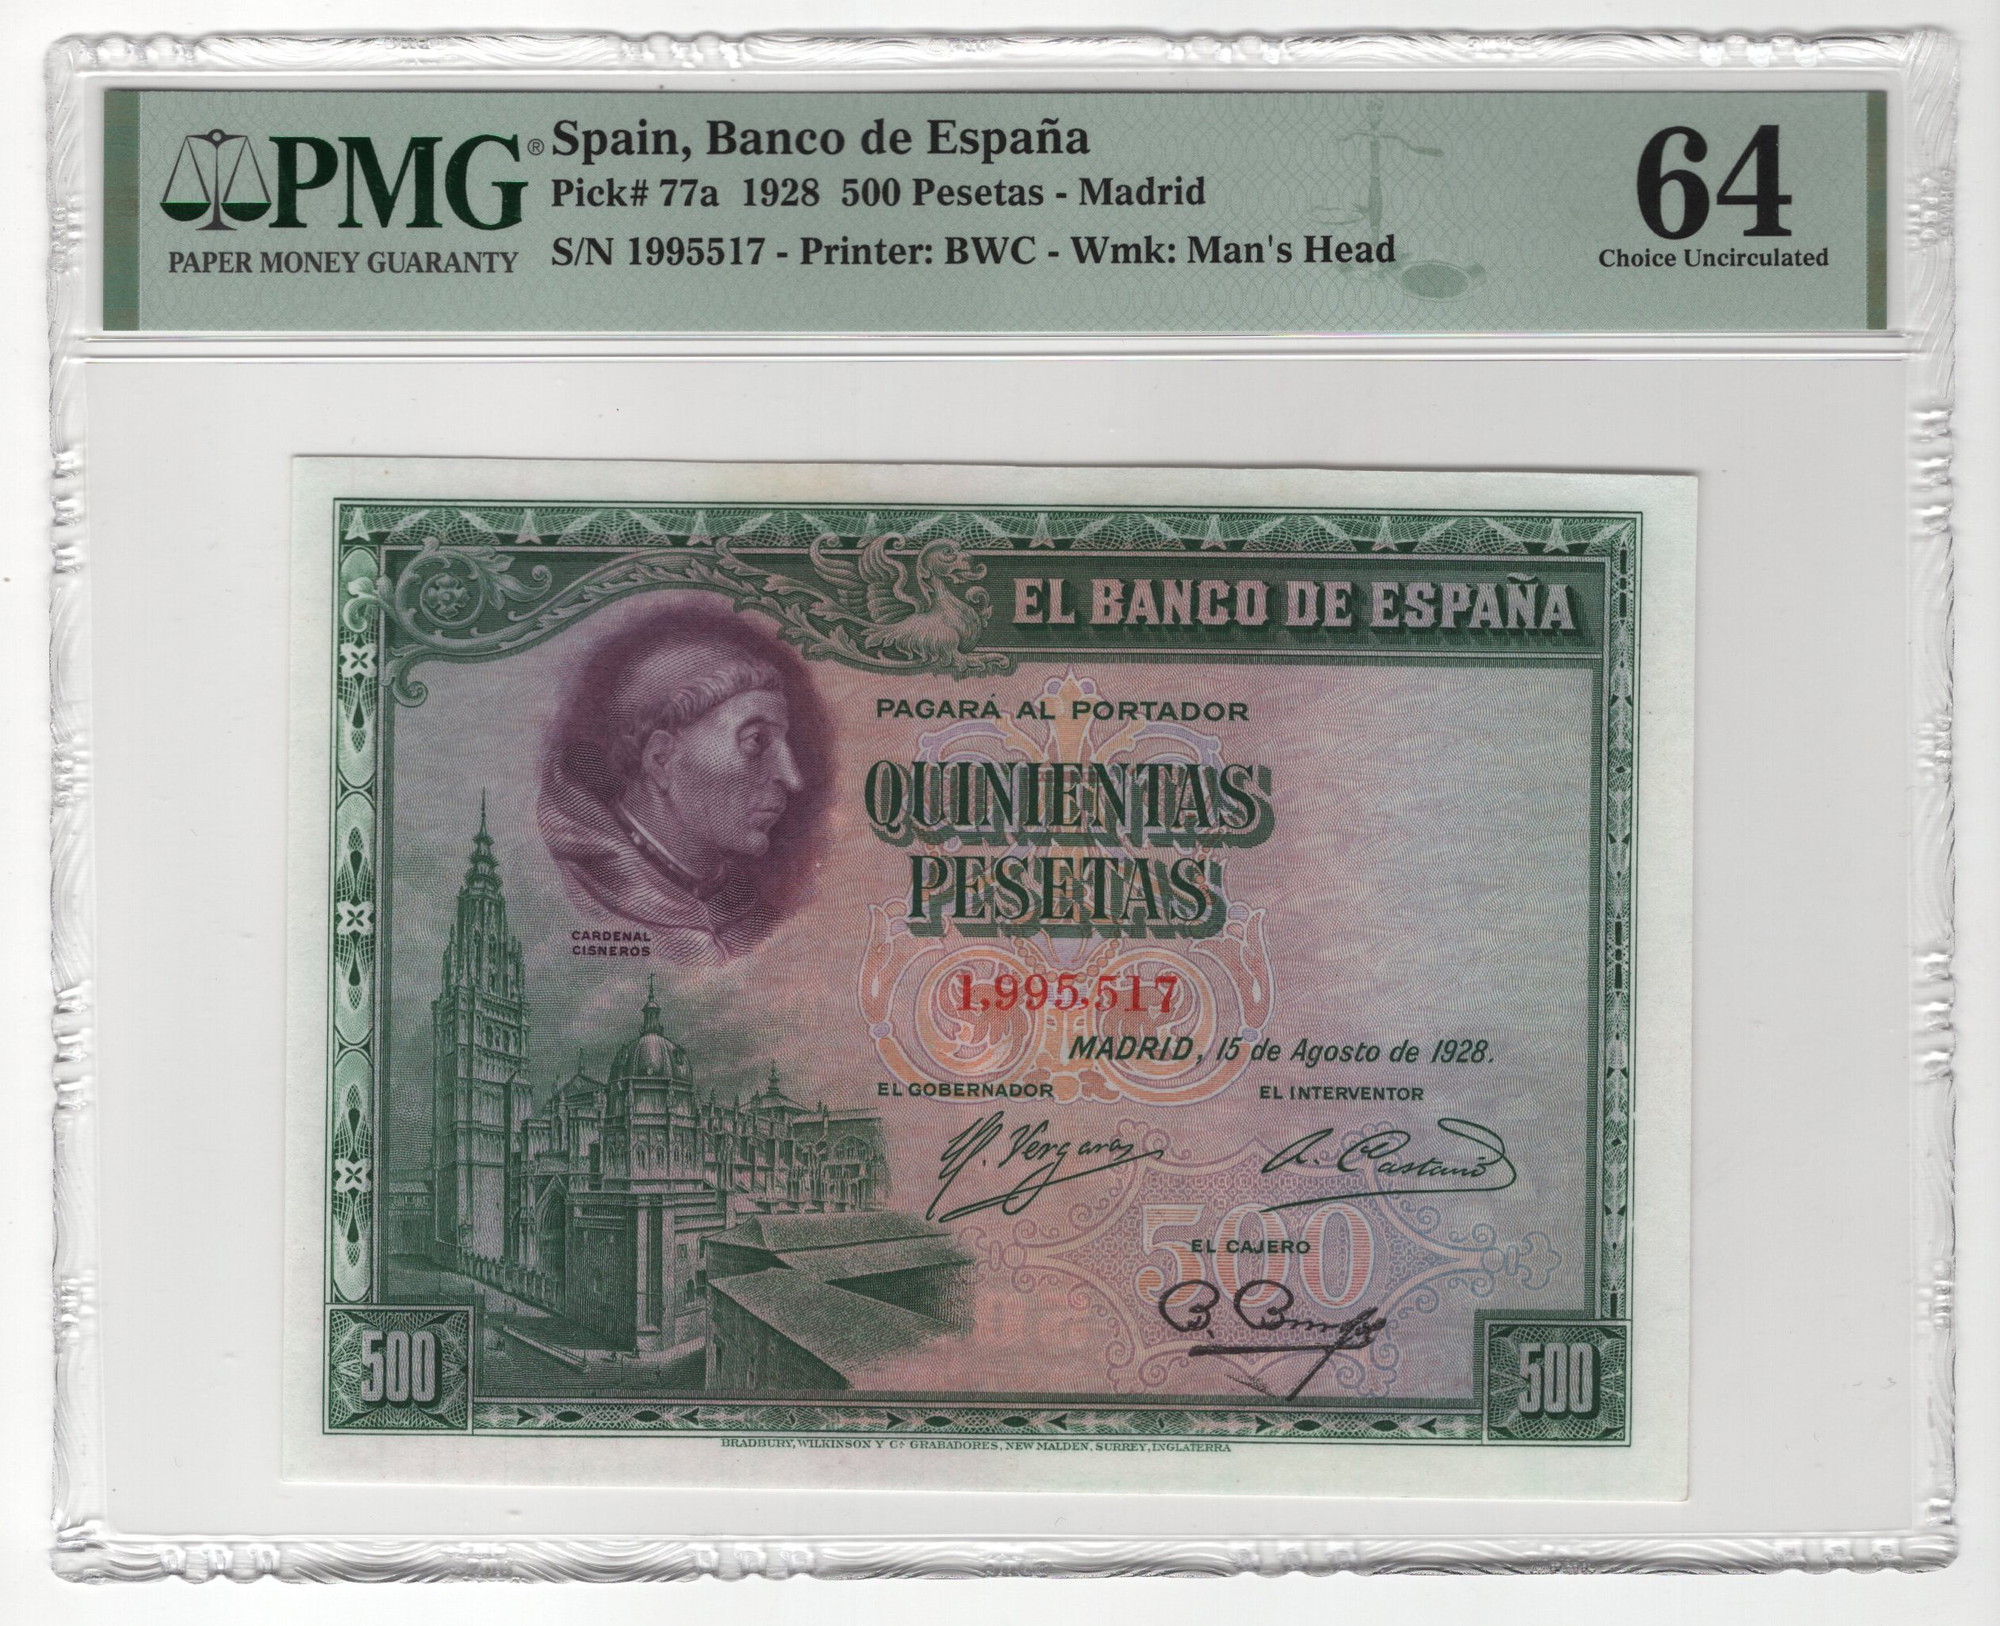 PMG®
PAPER MONEY GUARANTY
Spain, Banco de España
Pick# 77a 1928 500 Pesetas - Madrid
S/N 1995517 - Printer: BWC - Wmk: Man's Head
64
Choice Uncirculated
EL BANCO DE ESPAÑA
PAGARÁ AL PORTADOR
QUINIENTAS
PESETAS
CARDENAL
CISNEROS
1,995,517
MADRID, 15 de Agosto de 1928.
EL GOBERNADOR
EL INTERVENTOR
500
EL CAJERO
500
500
BRADBURY, WILKINSON Y Cª GRABADORES, NEW MALDEN, SURREY, INGLATERRA